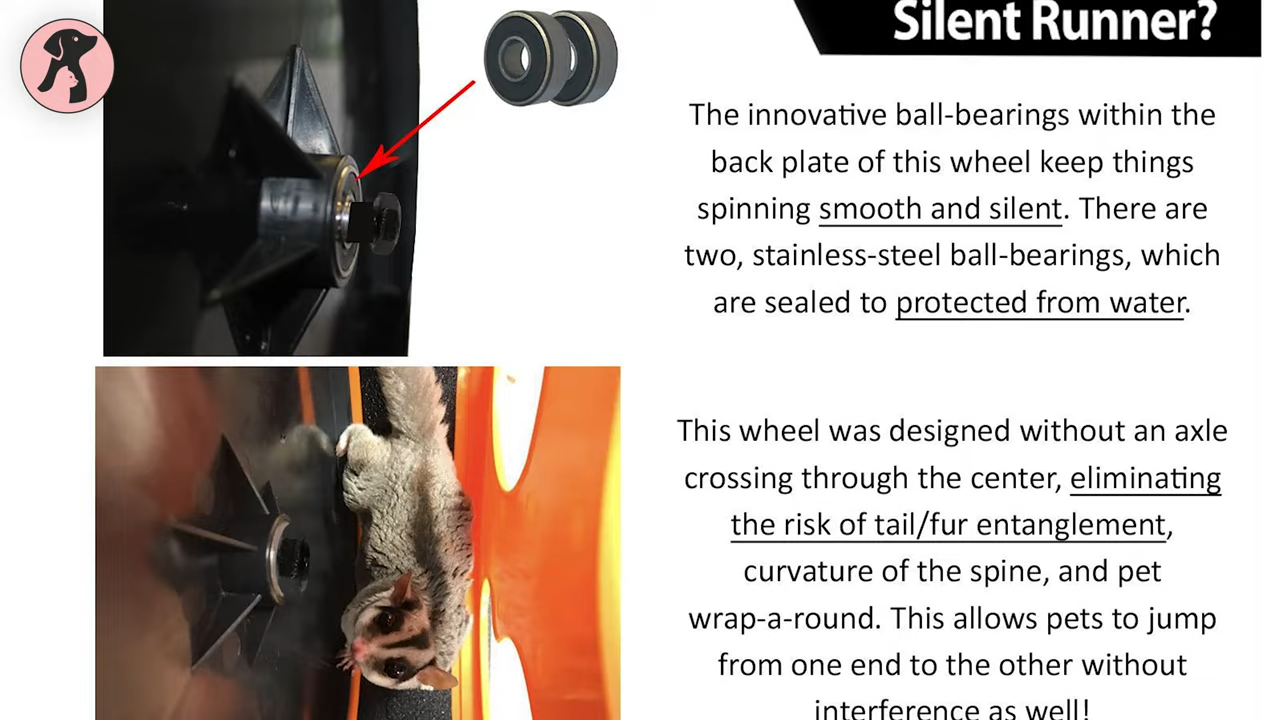 Silent Runner?
The innovative ball-bearings within the
back plate of this wheel keep things
spinning smooth and silent. There are
two, stainless-steel ball-bearings, which
are sealed to protected from water.
This wheel was designed without an axle
crossing through the center, eliminating
the risk of tail/fur entanglement,
curvature of the spine, and pet
wrap-a-round. This allows pets to jump
from one end to the other without
interference as well!